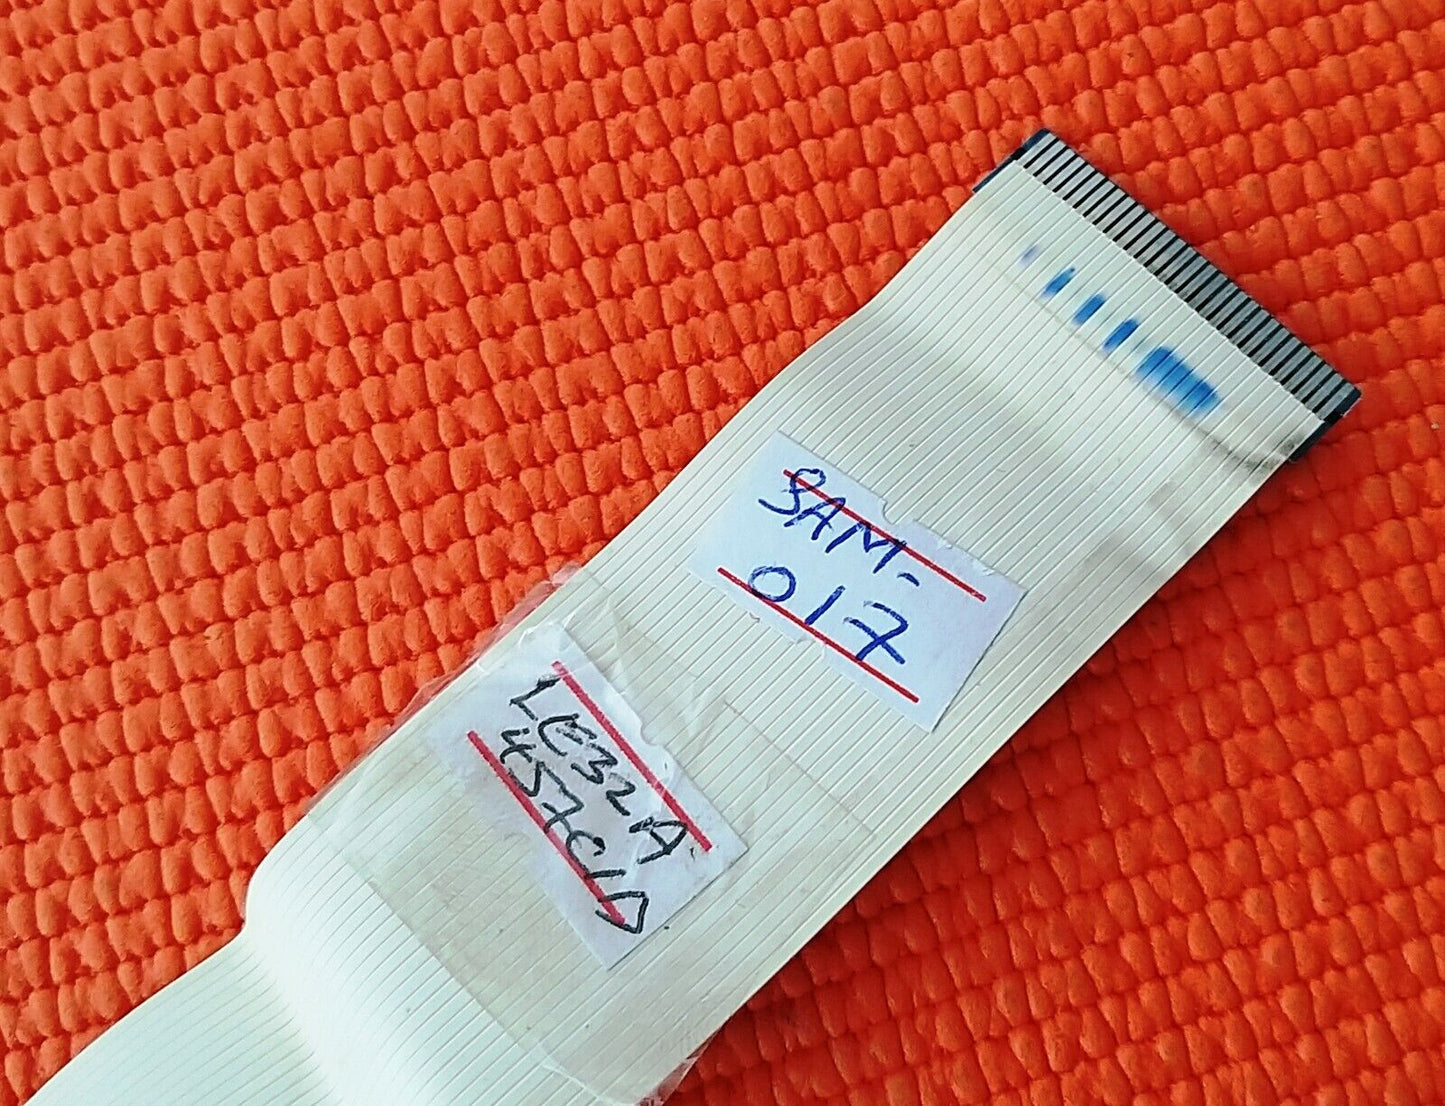 SAM-
017
LE32A
457C1D